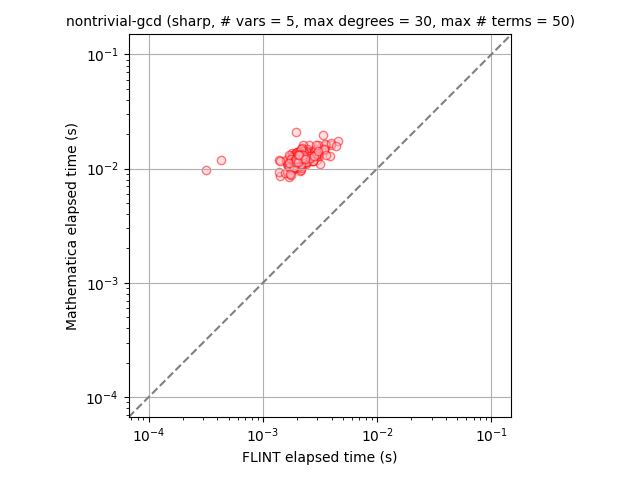 nontrivial-gcd (sharp, # vars = 5, max degrees = 30, max # terms = 50)
Mathematica elapsed time (s)
10⁻¹
10⁻²
10⁻³
10⁻⁴
10⁻⁴ 10⁻³ 10⁻² 10⁻¹
FLINT elapsed time (s)